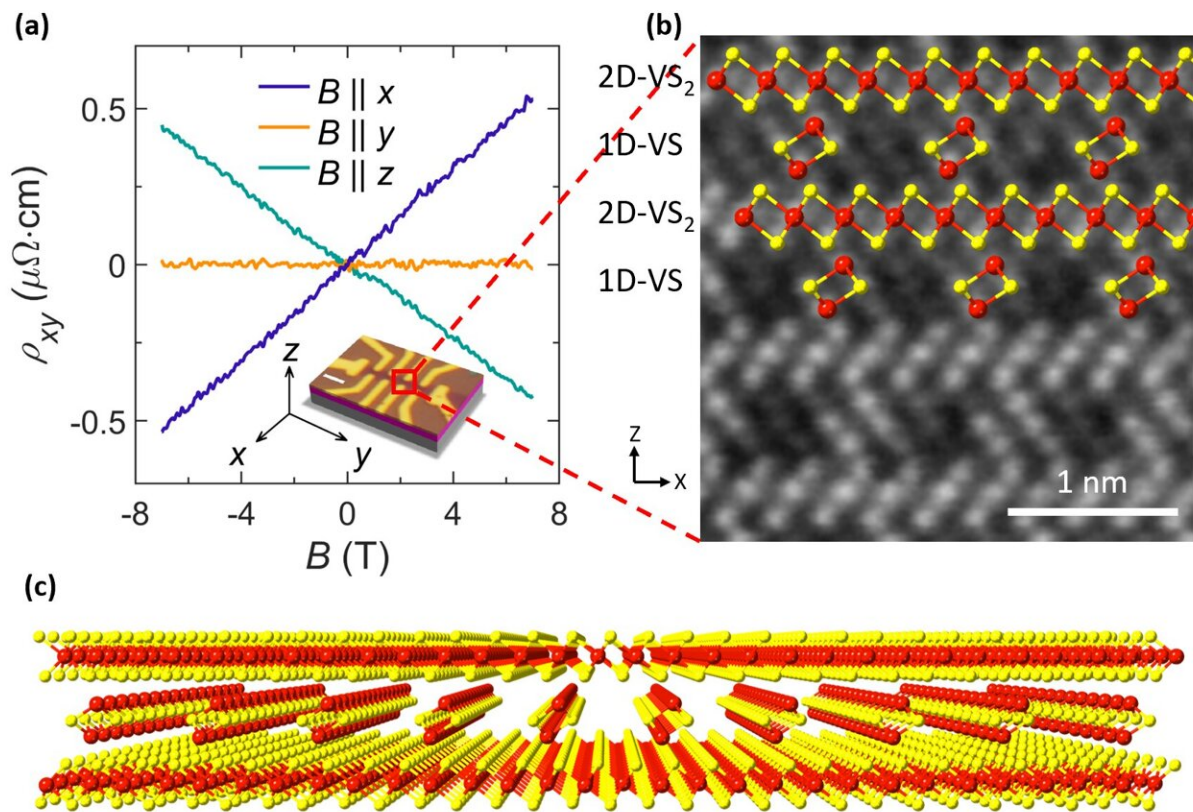 (a)
0.5
0
-0.5
ρxy (μΩ·cm)
B || x
B || y
B || z
z
x
y
-8
-4
0
4
8
B (T)
(b)
2D-VS₂
1D-VS
2D-VS₂
1D-VS
z
x
1 nm
(c)